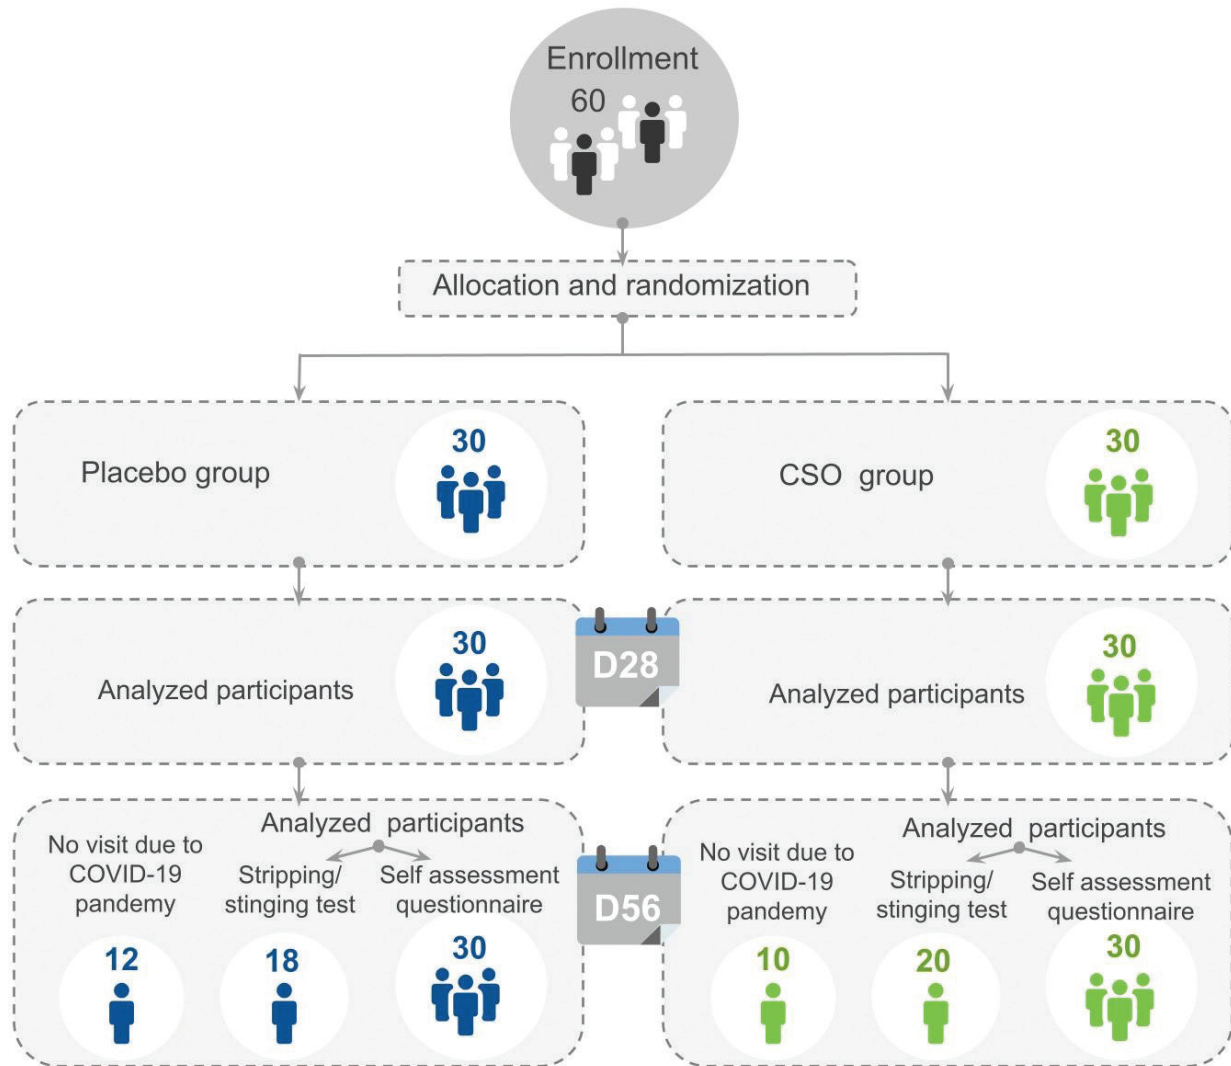 Enrollment
60
Allocation and randomization
Placebo group
30
CSO group
30
Analyzed participants
30
D28
Analyzed participants
30
No visit due to
COVID-19
pandemy
12
Analyzed participants
Stripping/
stinging test
18
Self assessment
questionnaire
30
D56
No visit due to
COVID-19
pandemy
10
Analyzed participants
Stripping/
stinging test
20
Self assessment
questionnaire
30